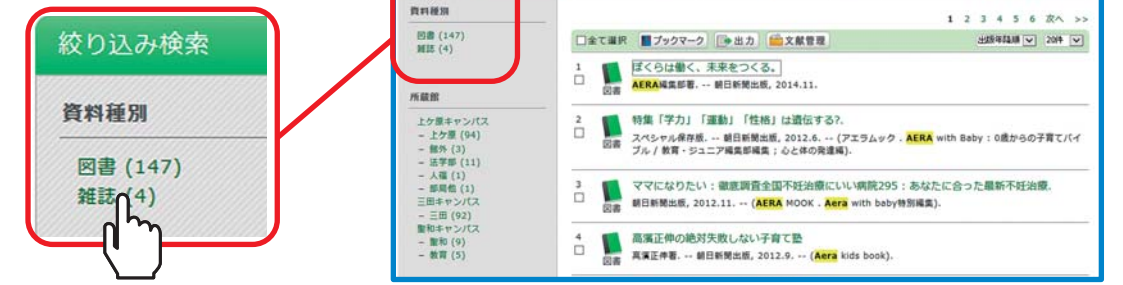 絞り込み検索
資料種別
図書 (147)
雑誌 (4)
資料種別
図書 (147)
雑誌 (4)
所蔵館
上ケ原キャンパス
– 上ケ原 (94)
– 館外 (3)
– 法学部 (11)
– 人福 (1)
– 部局他 (1)
三田キャンパス
– 三田 (92)
聖和キャンパス
– 聖和 (9)
– 教育 (5)
1 2 3 4 5 6 次へ >>
全て選択 ブックマーク 出力 文献管理 出版年降順 20件
1
図書
ぼくらは働く、未来をつくる。
AERA編集部著. -- 朝日新聞出版, 2014.11.
2
図書
特集「学力」「運動」「性格」は遺伝する?.
スペシャル保存版. -- 朝日新聞出版, 2012.6. -- (アエラムック . AERA with Baby : 0歳からの子育てバイ
ブル / 教育・ジュニア編集部編集 ; 心と体の発達編).
3
図書
ママになりたい : 徹底調査全国不妊治療にいい病院295 : あなたに合った最新不妊治療.
朝日新聞出版, 2012.11. -- (AERA MOOK . Aera with baby特別編集).
4
図書
高濱正伸の絶対失敗しない子育て塾
高濱正伸著. -- 朝日新聞出版, 2012.9. -- (Aera kids book).